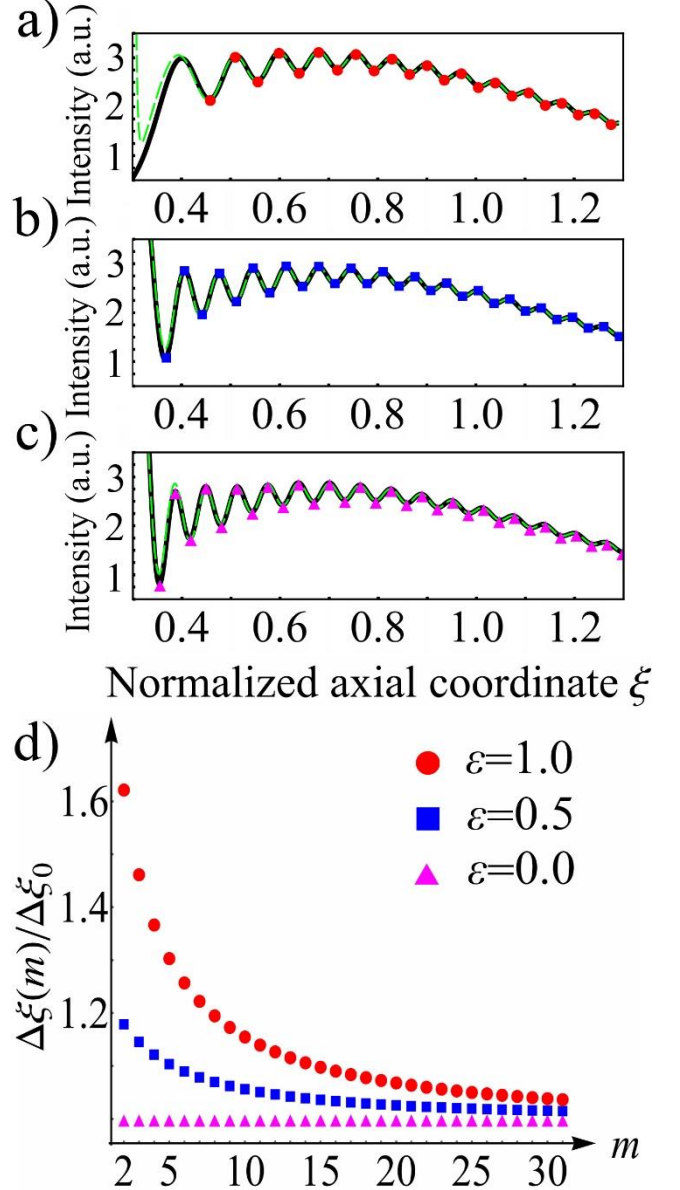 a)
Intensity (a.u.)
3
2
1
0.4 0.6 0.8 1.0 1.2
b)
Intensity (a.u.)
3
2
1
0.4 0.6 0.8 1.0 1.2
c)
Intensity (a.u.)
3
2
1
0.4 0.6 0.8 1.0 1.2
Normalized axial coordinate ξ
d)
Δξ(m)/Δξ₀
1.6
1.4
1.2
ε=1.0
ε=0.5
ε=0.0
2 5 10 15 20 25 30
m